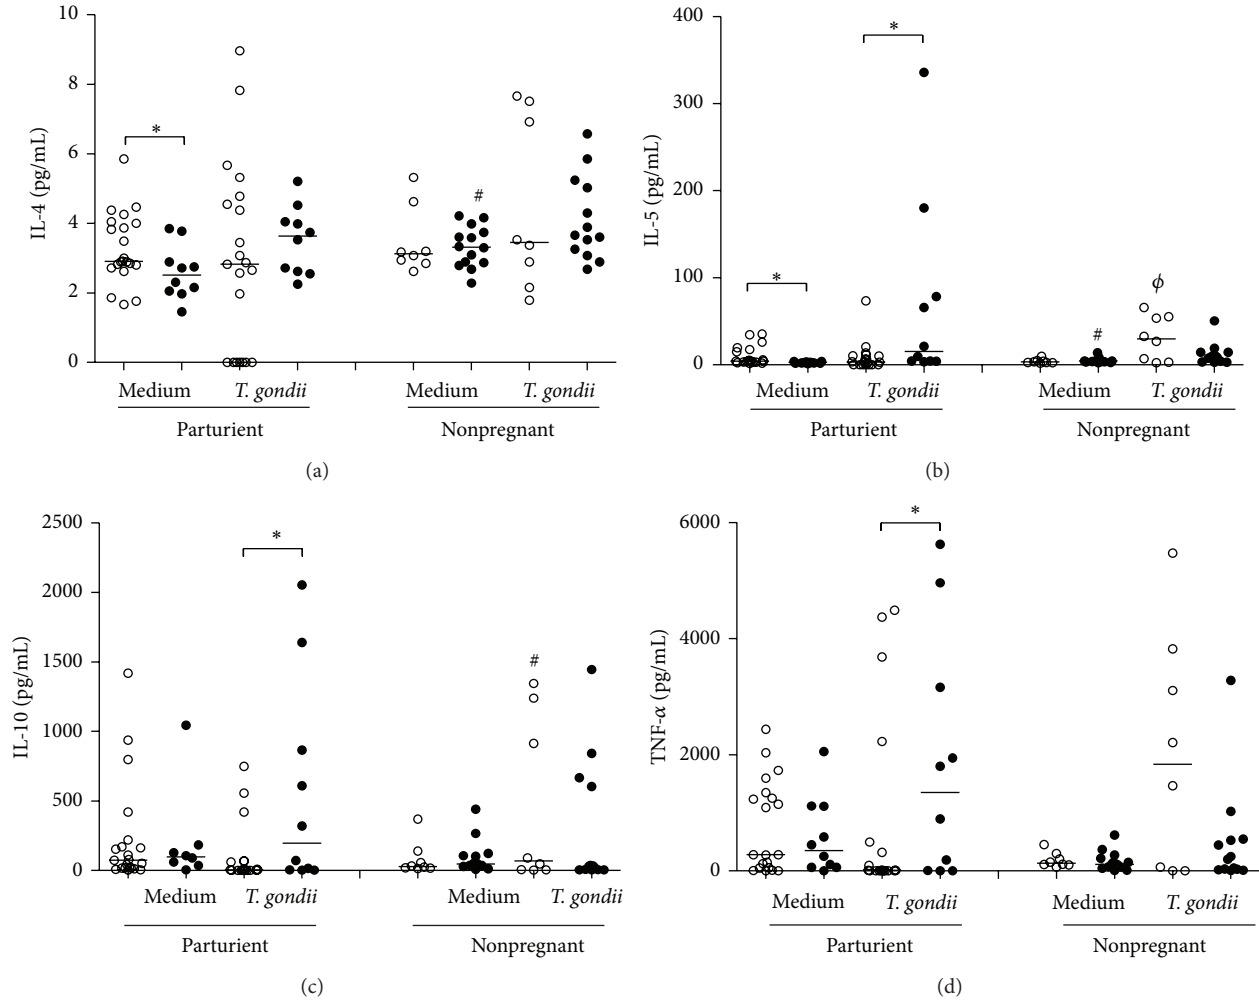 10
8
6
4
2
0
IL-4 (pg/mL)
*
#
Medium T. gondii Medium T. gondii
Parturient Nonpregnant
(a)
400
300
200
100
0
IL-5 (pg/mL)
*
*
#
ϕ
Medium T. gondii Medium T. gondii
Parturient Nonpregnant
(b)
2500
2000
1500
1000
500
0
IL-10 (pg/mL)
*
#
Medium T. gondii Medium T. gondii
Parturient Nonpregnant
(c)
6000
4000
2000
0
TNF-α (pg/mL)
*
Medium T. gondii Medium T. gondii
Parturient Nonpregnant
(d)